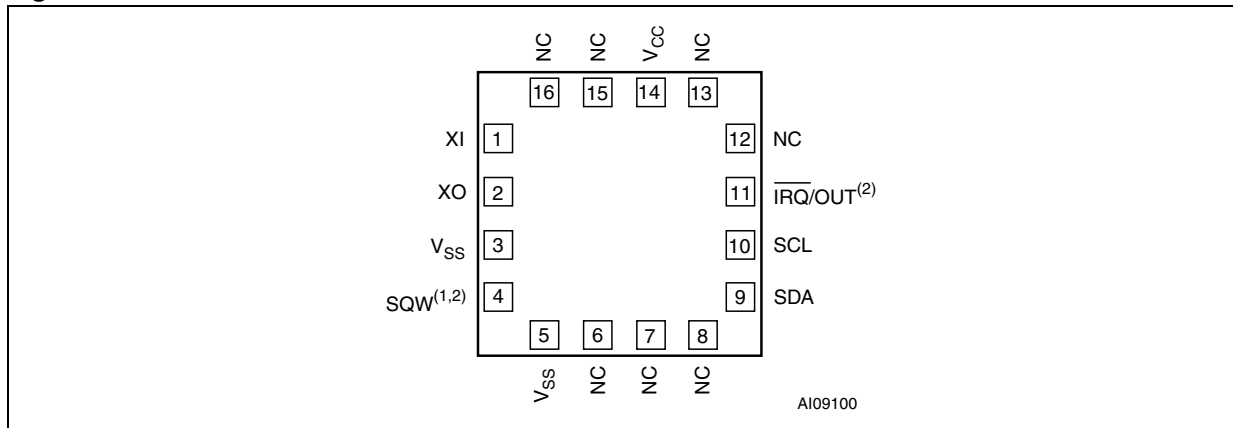 NC NC VCC NC
16 15 14 13
XI 1 12 NC
XO 2 11 IRQ/OUT(2)
VSS 3 10 SCL
SQW(1,2) 4 9 SDA
5 6 7 8
VSS NC NC NC
AI09100